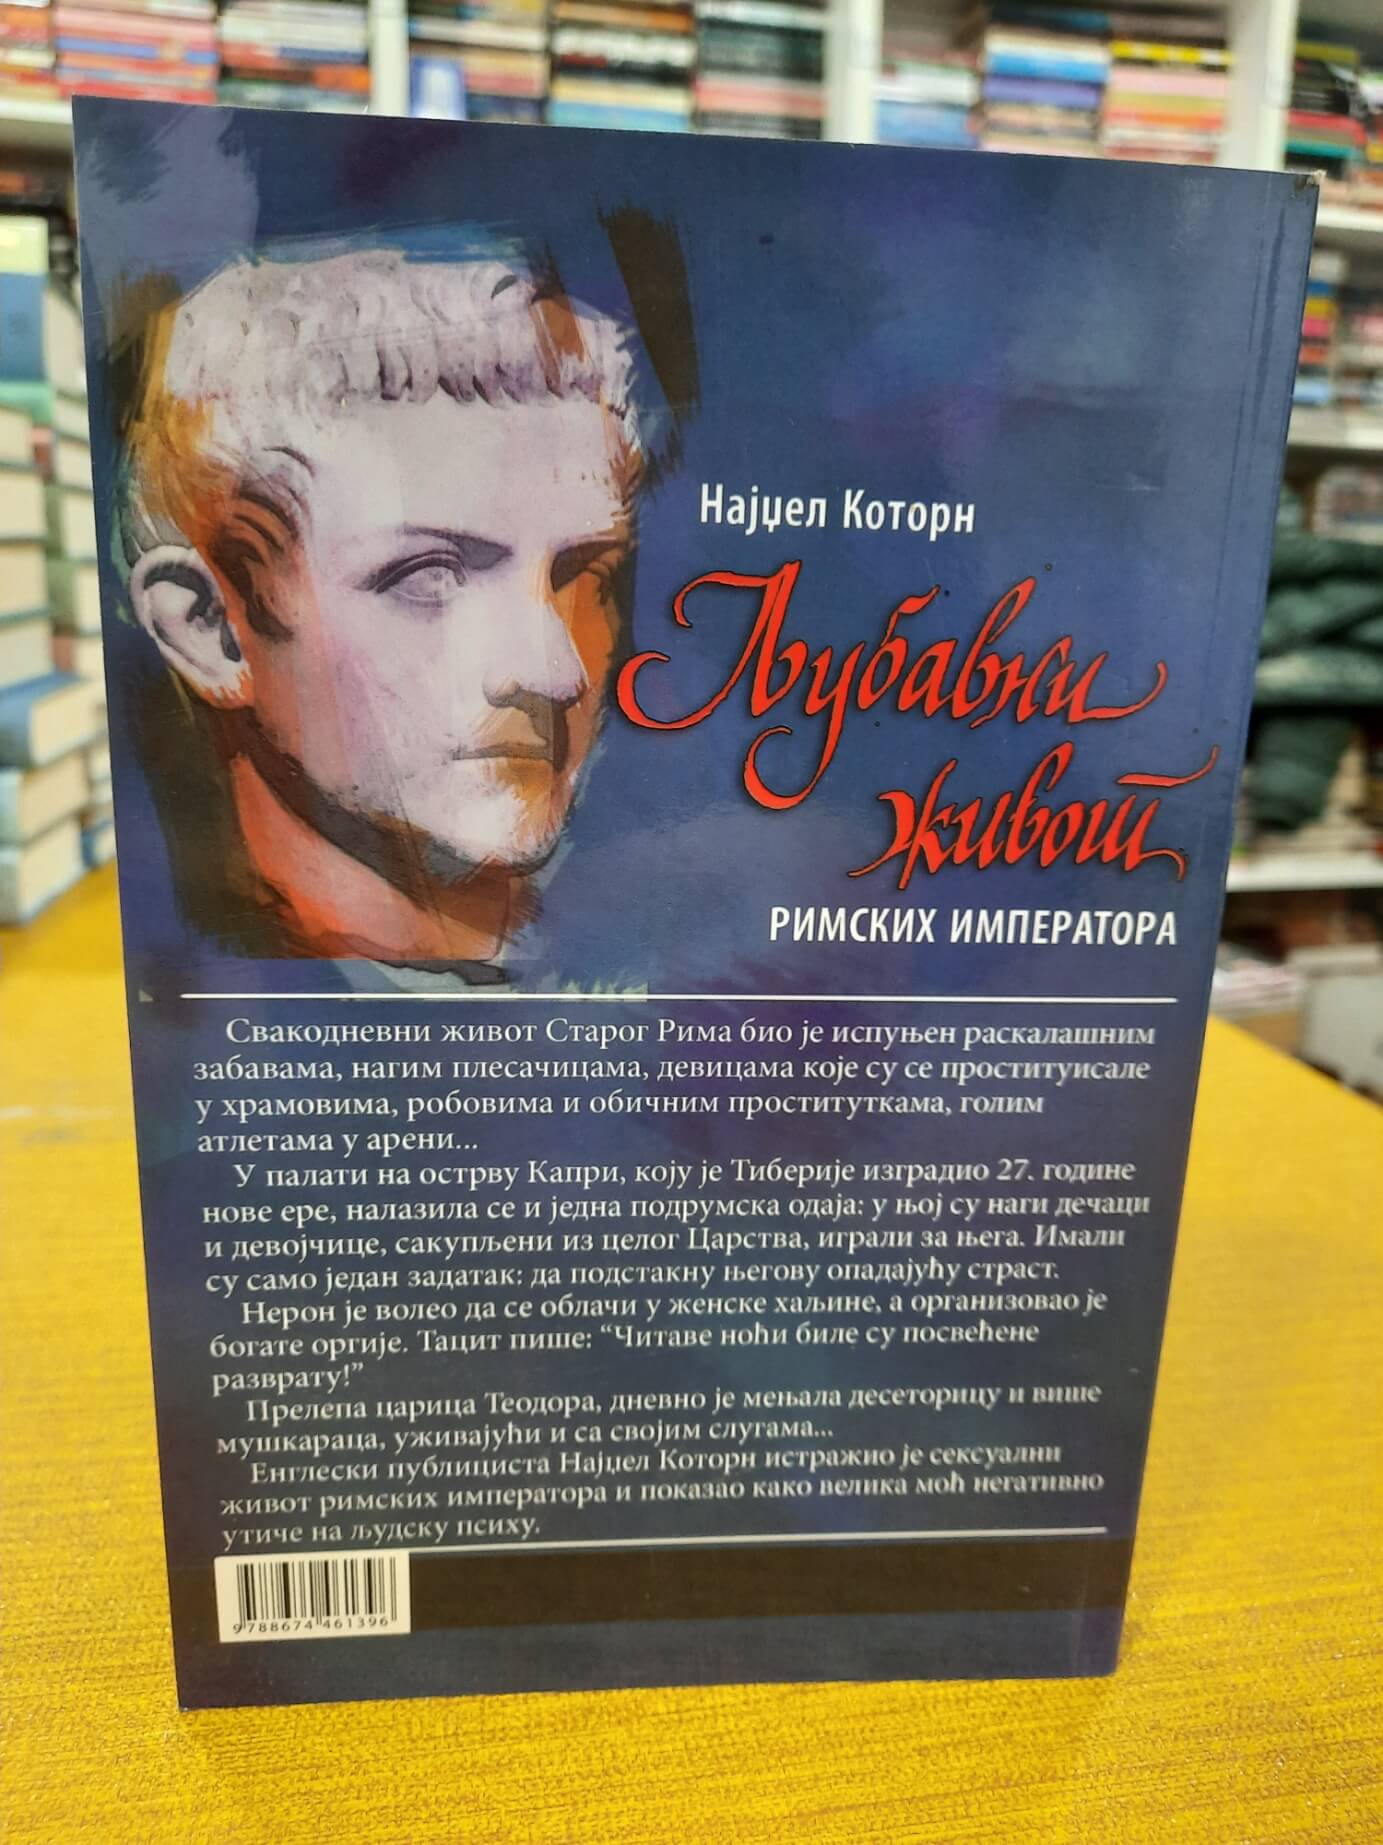 Најџел Которн
Љубавни
живот
РИМСКИХ ИМПЕРАТОРА
Свакодневни живот Старог Рима био је испуњен раскалашним
забавама, нагим плесачицама, девицама које су се проституисале
у храмовима, робовима и обичним проституткама, голим
атлетама у арени...
У палати на острву Капри, коју је Тиберије изградио 27. године
нове ере, налазила се и једна подрумска одаја: у њој су наги дечаци
и девојчице, сакупљени из целог Царства, играли за њега. Имали
су само један задатак: да подстакну његову опадајућу страст.
Нерон је волео да се облачи у женске хаљине, а организовао је
богате оргије. Тацит пише: “Читаве ноћи биле су посвећене
разврату!”
Прелепа царица Теодора, дневно је мењала десеторицу и више
мушкараца, уживајући и са својим слугама...
Енглески публициста Најџел Которн истражио је сексуални
живот римских императора и показао како велика моћ негативно
утиче на људску психу.
9788674461396